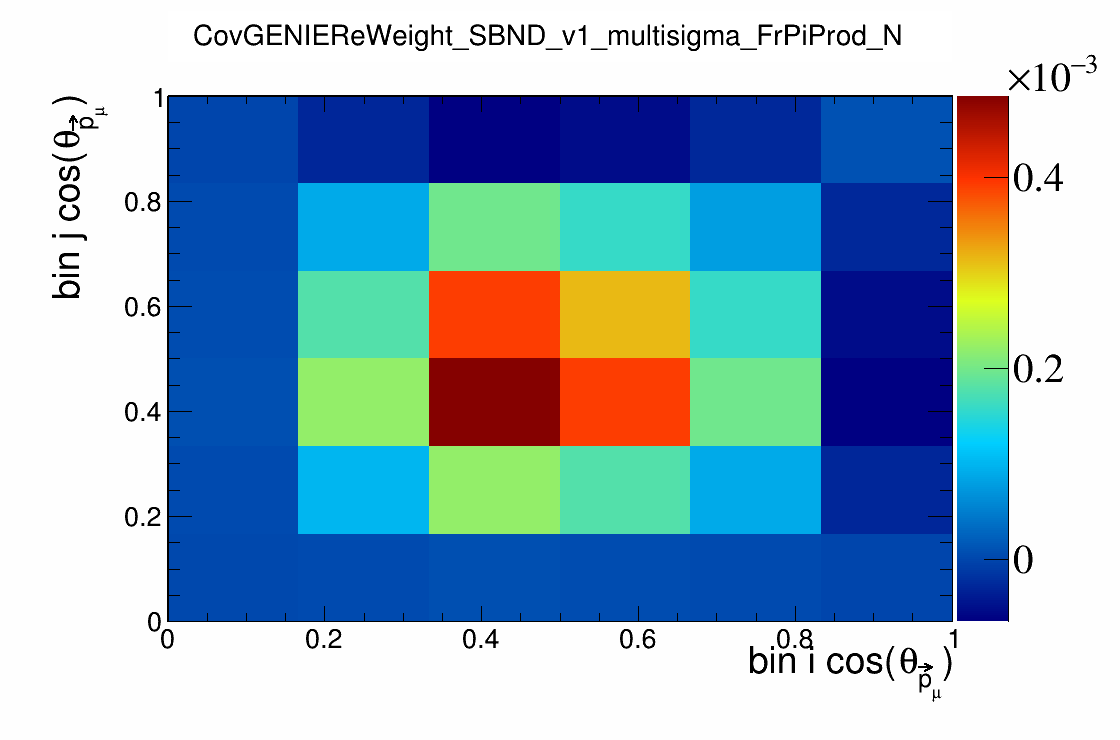 CovGENIEReWeight_SBND_v1_multisigma_FrPiProd_N
×10⁻³
bin j cos(θ_p⃗_μ)
1
0.8
0.6
0.4
0.2
0
0 0.2 0.4 0.6 0.8 1
bin i cos(θ_p⃗_μ)
0.4
0.2
0